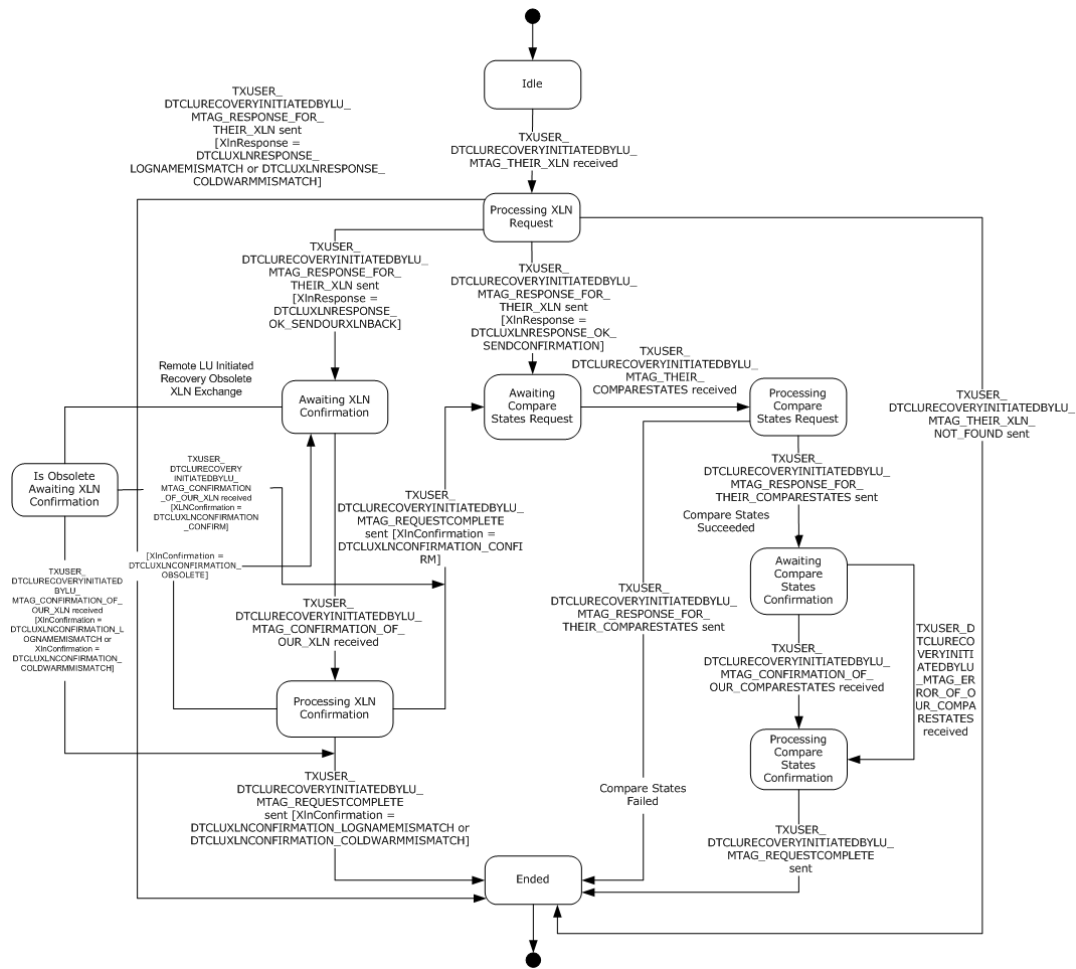 Idle
TXUSER_
DTCLURECOVERYINITIATEDBYLU_
MTAG_RESPONSE_FOR_
THEIR_XLN sent
[XlnResponse =
DTCLUXLNRESPONSE_
LOGNAMEMISMATCH or DTCLUXLNRESPONSE_
COLDWARMMISMATCH]
TXUSER_
DTCLURECOVERYINITIATEDBYLU_
MTAG_THEIR_XLN received
Processing XLN
Request
TXUSER_
DTCLURECOVERYINITIATEDBYLU_
MTAG_RESPONSE_FOR_
THEIR_XLN sent
[XlnResponse =
DTCLUXLNRESPONSE_
OK_SENDOURXLNBACK]
TXUSER_
DTCLURECOVERYINITIATEDBYLU_
MTAG_RESPONSE_FOR_
THEIR_XLN sent
[XlnResponse =
DTCLUXLNRESPONSE_OK_
SENDCONFIRMATION]
TXUSER_
DTCLURECOVERYINITIATEDBYLU_
MTAG_THEIR_
COMPARESTATES received
Remote LU Initiated
Recovery Obsolete
XLN Exchange
Awaiting XLN
Confirmation
Awaiting
Compare
States Request
Processing
Compare
States Request
TXUSER_
DTCLURECOVERYINITIATEDBYLU_
MTAG_THEIR_XLN_
NOT_FOUND sent
Is Obsolete
Awaiting XLN
Confirmation
TXUSER_
DTCLURECOVERY
INITIATEDBYLU_
MTAG_CONFIRMATION
_OF_OUR_XLN received
[XLNConfirmation =
DTCLUXLNCONFIRMATION
_CONFIRM]
TXUSER_
DTCLURECOVERYINITIATEDBYLU_
MTAG_REQUESTCOMPLETE
sent [XlnConfirmation =
DTCLUXLNCONFIRMATION_CONFI
RM]
TXUSER_
DTCLURECOVERYINITIATEDBYLU_
MTAG_RESPONSE_FOR_
THEIR_COMPARESTATES sent
Compare States
Succeeded
[XlnConfirmation =
DTCLUXLNCONFIRMATION_
OBSOLETE]
TXUSER_
DTCLURECOVERYINITIATED
BYLU_
MTAG_CONFIRMATION_OF_
OUR_XLN received
[XlnConfirmation =
DTCLUXLNCONFIRMATION_L
OGNAMEMISMATCH or
XlnConfirmation =
DTCLUXLNCONFIRMATION_
COLDWARMMISMATCH]
TXUSER_
DTCLURECOVERYINITIATEDBYLU_
MTAG_CONFIRMATION_OF_
OUR_XLN received
TXUSER_
DTCLURECOVERYINITIATEDBYLU_
MTAG_RESPONSE_FOR_
THEIR_COMPARESTATES sent
Awaiting
Compare
States
Confirmation
TXUSER_
DTCLURECOVERYINITIATEDBYLU_
MTAG_CONFIRMATION_OF_
OUR_COMPARESTATES received
TXUSER_D
TCLURECO
VERYINITI
ATEDBYLU
_MTAG_ER
ROR_OF_O
UR_COMPA
RESTATES
received
Processing XLN
Confirmation
Processing
Compare
States
Confirmation
TXUSER_
DTCLURECOVERYINITIATEDBYLU_
MTAG_REQUESTCOMPLETE
sent [XlnConfirmation =
DTCLUXLNCONFIRMATION_LOGNAMEMISMATCH or
DTCLUXLNCONFIRMATION_COLDWARMMISMATCH]
Compare States
Failed
TXUSER_
DTCLURECOVERYINITIATEDBYLU_
MTAG_REQUESTCOMPLETE
sent
Ended